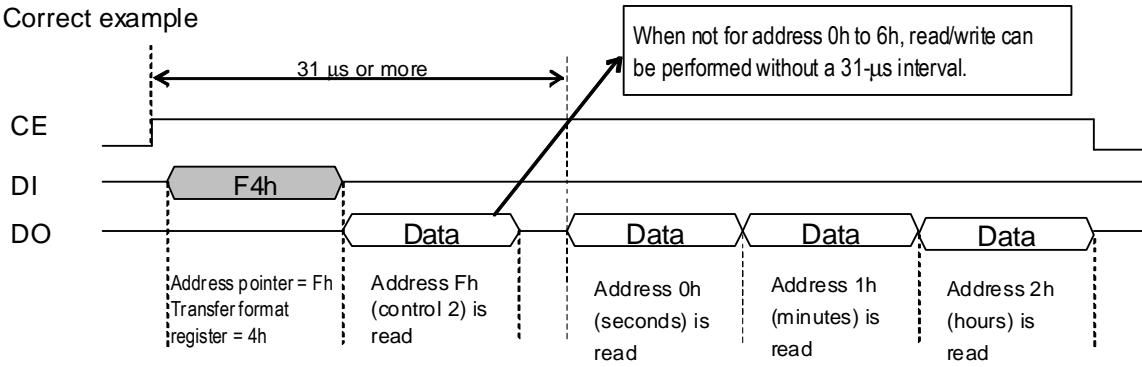 Correct example
When not for address 0h to 6h, read/write can
be performed without a 31-μs interval.
31 μs or more
CE
DI
F4h
DO
Data
Data
Data
Data
Address pointer = Fh
Transfer format
register = 4h
Address Fh
(control 2) is
read
Address 0h
(seconds) is
read
Address 1h
(minutes) is
read
Address 2h
(hours) is
read